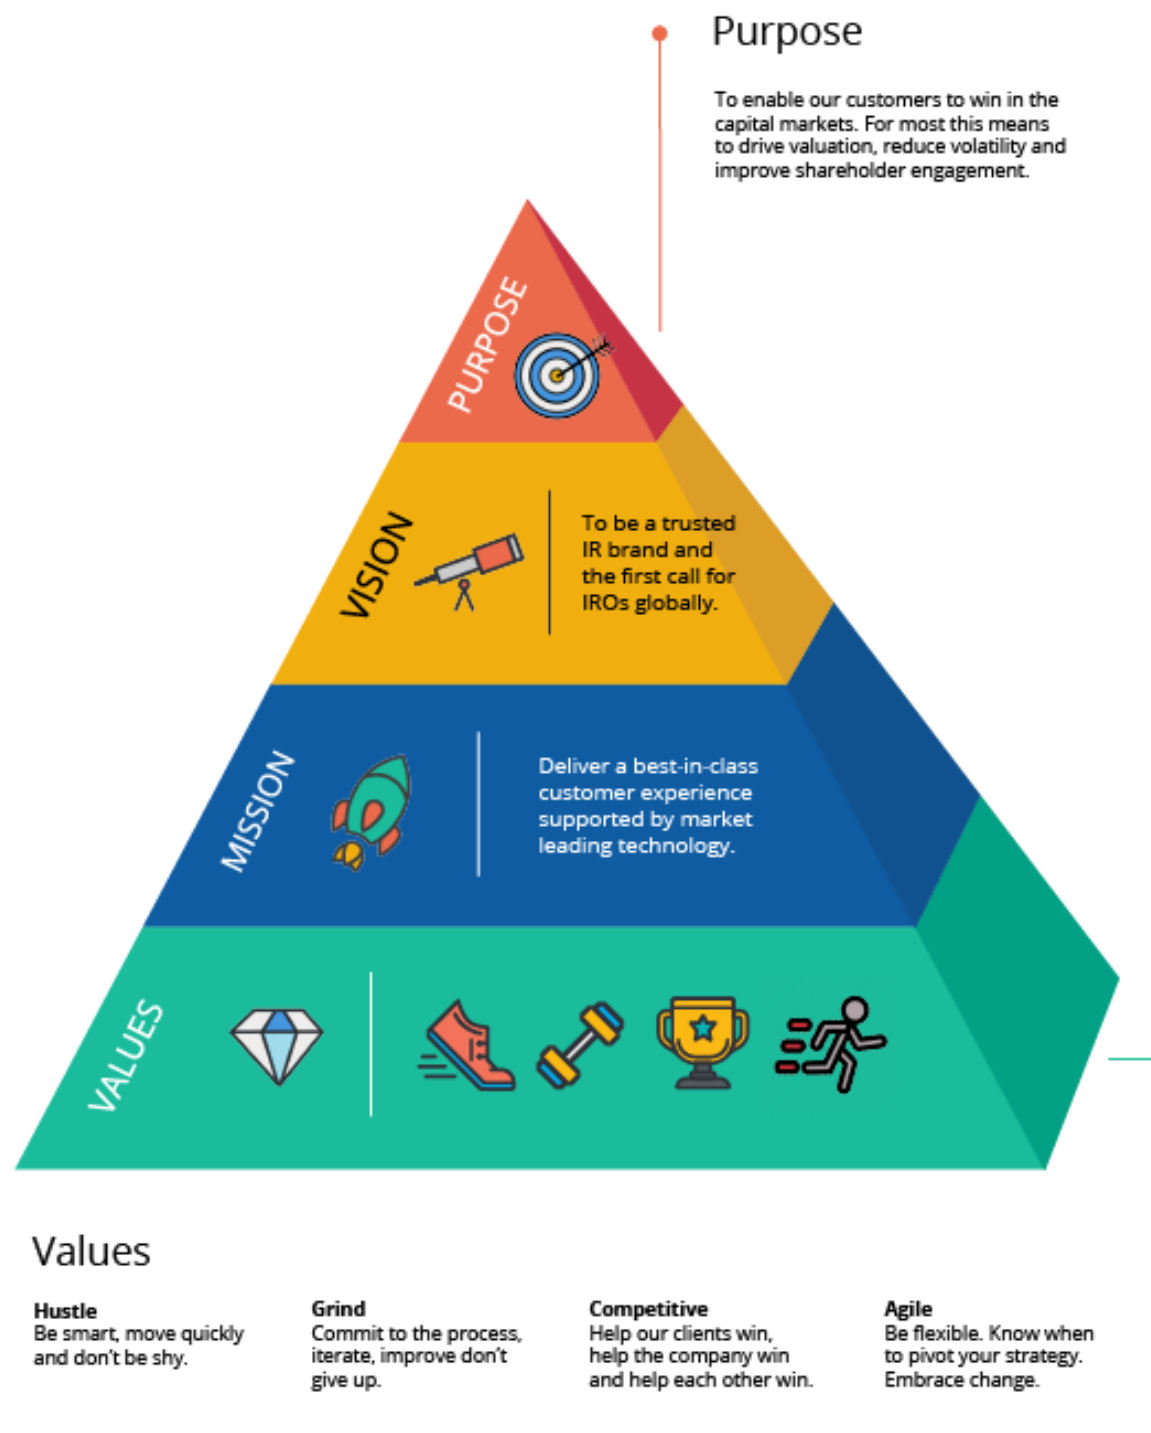 Purpose
To enable our customers to win in the
capital markets. For most this means
to drive valuation, reduce volatility and
improve shareholder engagement.
PURPOSE
VISION
To be a trusted
IR brand and
the first call for
IROs globally.
MISSION
Deliver a best-in-class
customer experience
supported by market
leading technology.
VALUES
Values
Hustle
Be smart, move quickly
and don't be shy.
Grind
Commit to the process,
iterate, improve don't
give up.
Competitive
Help our clients win,
help the company win
and help each other win.
Agile
Be flexible. Know when
to pivot your strategy.
Embrace change.